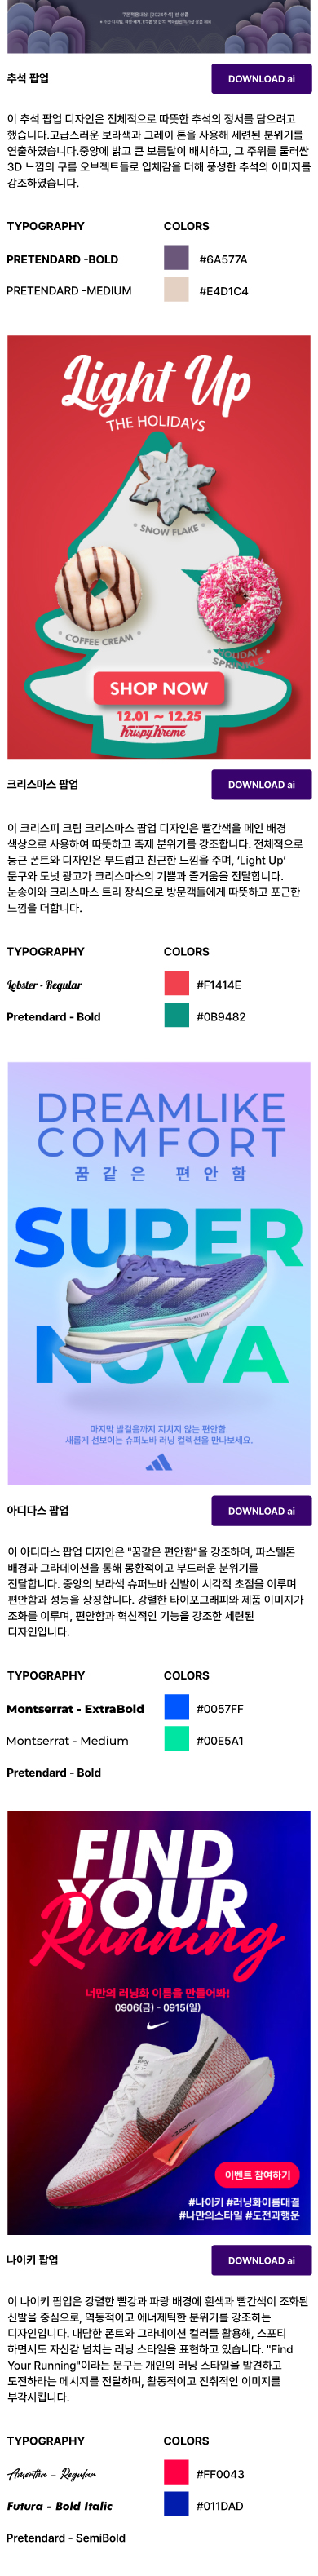 추석 팝업
DOWNLOAD ai
이 추석 팝업 디자인은 전체적으로 따뜻한 추석의 정서를 담으려고
했습니다.고급스러운 보라색과 그레이 톤을 사용해 세련된 분위기를
연출하였습니다.중앙에 밝고 큰 보름달이 배치하고, 그 주위를 둘러싼
3D 느낌의 구름 오브젝트들로 입체감을 더해 풍성한 추석의 이미지를
강조하였습니다.
TYPOGRAPHY
COLORS
PRETENDARD -BOLD
#6A577A
PRETENDARD -MEDIUM
#E4D1C4
Light Up
THE HOLIDAYS
SNOW FLAKE
COFFEE CREAM
HOLIDAY
SPRINKLE
SHOP NOW
12.01 ~ 12.25
Krispy Kreme
크리스마스 팝업
DOWNLOAD ai
이 크리스피 크림 크리스마스 팝업 디자인은 빨간색을 메인 배경
색상으로 사용하여 따뜻하고 축제 분위기를 강조합니다. 전체적으로
둥근 폰트와 디자인은 부드럽고 친근한 느낌을 주며, ‘Light Up’
문구와 도넛 광고가 크리스마스의 기쁨과 즐거움을 전달합니다.
눈송이와 크리스마스 트리 장식으로 방문객들에게 따뜻하고 포근한
느낌을 더합니다.
TYPOGRAPHY
COLORS
Lobster - Regular
#F1414E
Pretendard - Bold
#0B9482
DREAMLIKE
COMFORT
꿈 같 은 편 안 함
SUPER
NOVA
마지막 발걸음까지 지치지 않는 편안함.
새롭게 선보이는 슈퍼노바 러닝 컬렉션을 만나보세요.
아디다스 팝업
DOWNLOAD ai
이 아디다스 팝업 디자인은 "꿈같은 편안함"을 강조하며, 파스텔톤
배경과 그라데이션을 통해 몽환적이고 부드러운 분위기를
전달합니다. 중앙의 보라색 슈퍼노바 신발이 시각적 초점을 이루며
편안함과 성능을 상징합니다. 강렬한 타이포그래피와 제품 이미지가
조화를 이루며, 편안함과 혁신적인 기능을 강조한 세련된
디자인입니다.
TYPOGRAPHY
COLORS
Montserrat - ExtraBold
#0057FF
Montserrat - Medium
#00E5A1
Pretendard - Bold
FIND
YOUR
Running
너만의 러닝화 이름을 만들어봐!
0906(금) - 0915(일)
이벤트 참여하기
#나이키 #러닝화이름대결
#나만의스타일 #도전과행운
나이키 팝업
DOWNLOAD ai
이 나이키 팝업은 강렬한 빨강과 파랑 배경에 흰색과 빨간색이 조화된
신발을 중심으로, 역동적이고 에너제틱한 분위기를 강조하는
디자인입니다. 대담한 폰트와 그라데이션 컬러를 활용해, 스포티
하면서도 자신감 넘치는 러닝 스타일을 표현하고 있습니다. "Find
Your Running"이라는 문구는 개인의 러닝 스타일을 발견하고
도전하라는 메시지를 전달하며, 활동적이고 진취적인 이미지를
부각시킵니다.
TYPOGRAPHY
COLORS
Amertha - Regular
#FF0043
Futura - Bold Italic
#011DAD
Pretendard - SemiBold